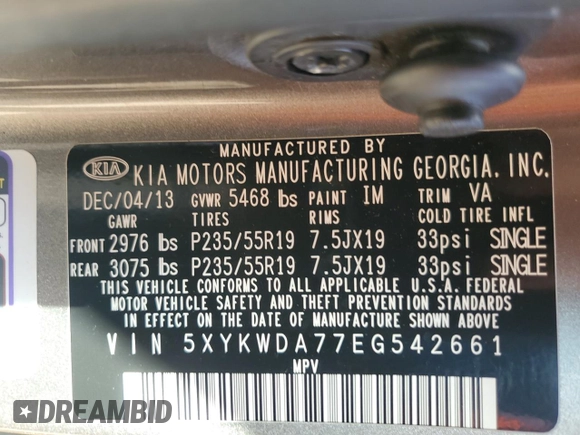 MANUFACTURED BY
KIA KIA MOTORS MANUFACTURING GEORGIA, INC.
DEC/04/13 GVWR 5468 lbs PAINT IM TRIM VA
GAWR TIRES RIMS COLD TIRE INFL
FRONT 2976 lbs P235/55R19 7.5JX19 33psi SINGLE
REAR 3075 lbs P235/55R19 7.5JX19 33psi SINGLE
THIS VEHICLE CONFORMS TO ALL APPLICABLE U.S.A. FEDERAL
MOTOR VEHICLE SAFETY AND THEFT PREVENTION STANDARDS
IN EFFECT ON THE DATE OF MANUFACTURE SHOWN ABOVE.
VIN 5XYKWDA77EG542661
MPV
DREAMBID